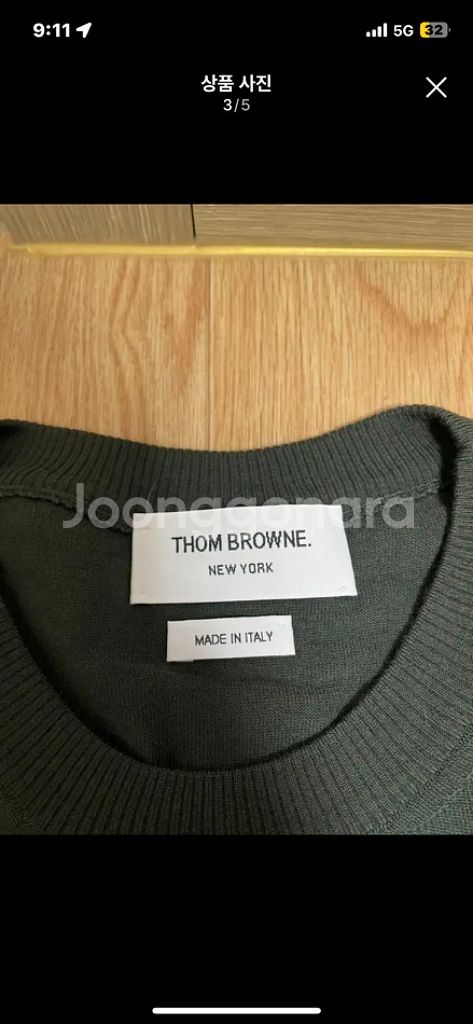 9:11
5G
32
상품 사진
3/5
Joonggonara
THOM BROWNE.
NEW YORK
MADE IN ITALY